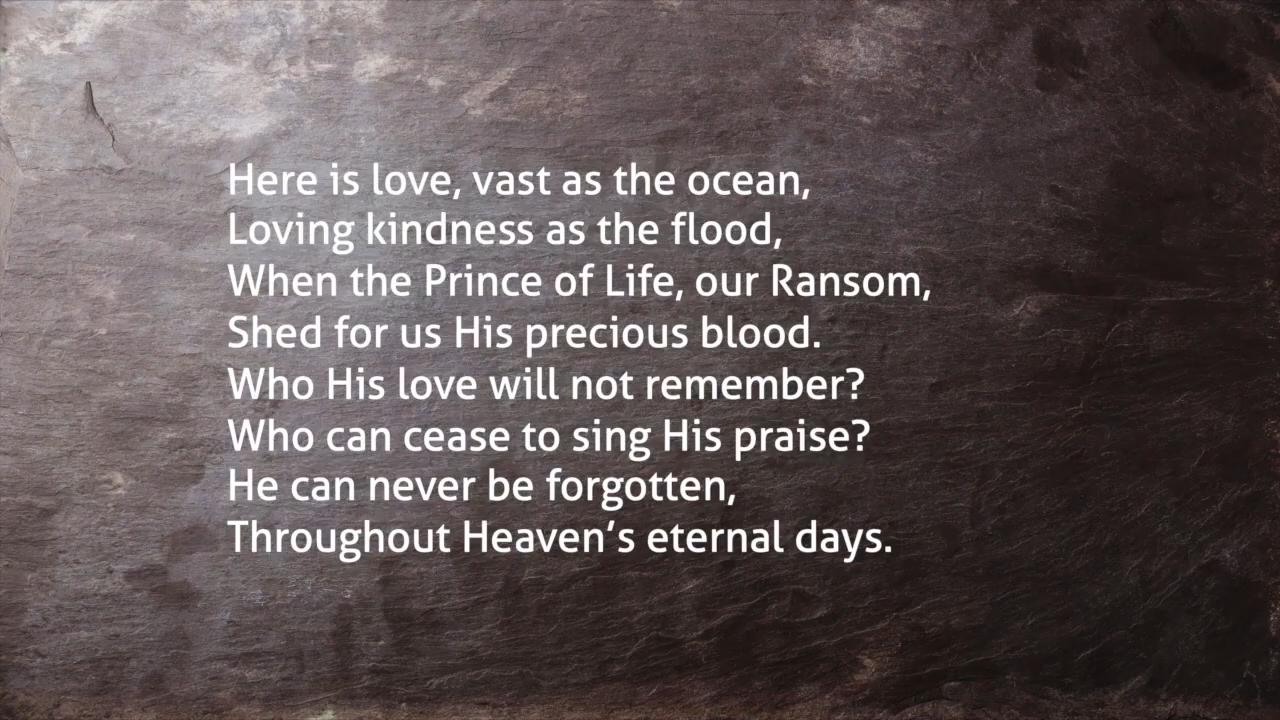 Here is love, vast as the ocean,
Loving kindness as the flood,
When the Prince of Life, our Ransom,
Shed for us His precious blood.
Who His love will not remember?
Who can cease to sing His praise?
He can never be forgotten,
Throughout Heaven’s eternal days.